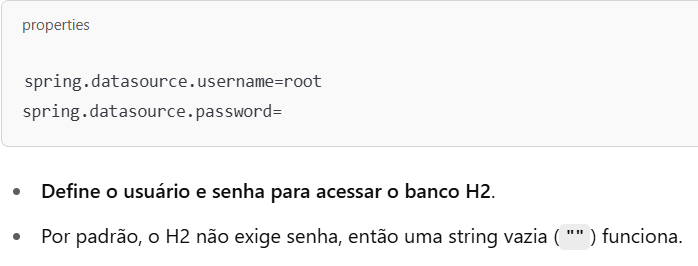 properties
spring.datasource.username=root
spring.datasource.password=
• Define o usuário e senha para acessar o banco H2.
• Por padrão, o H2 não exige senha, então uma string vazia ( "" ) funciona.